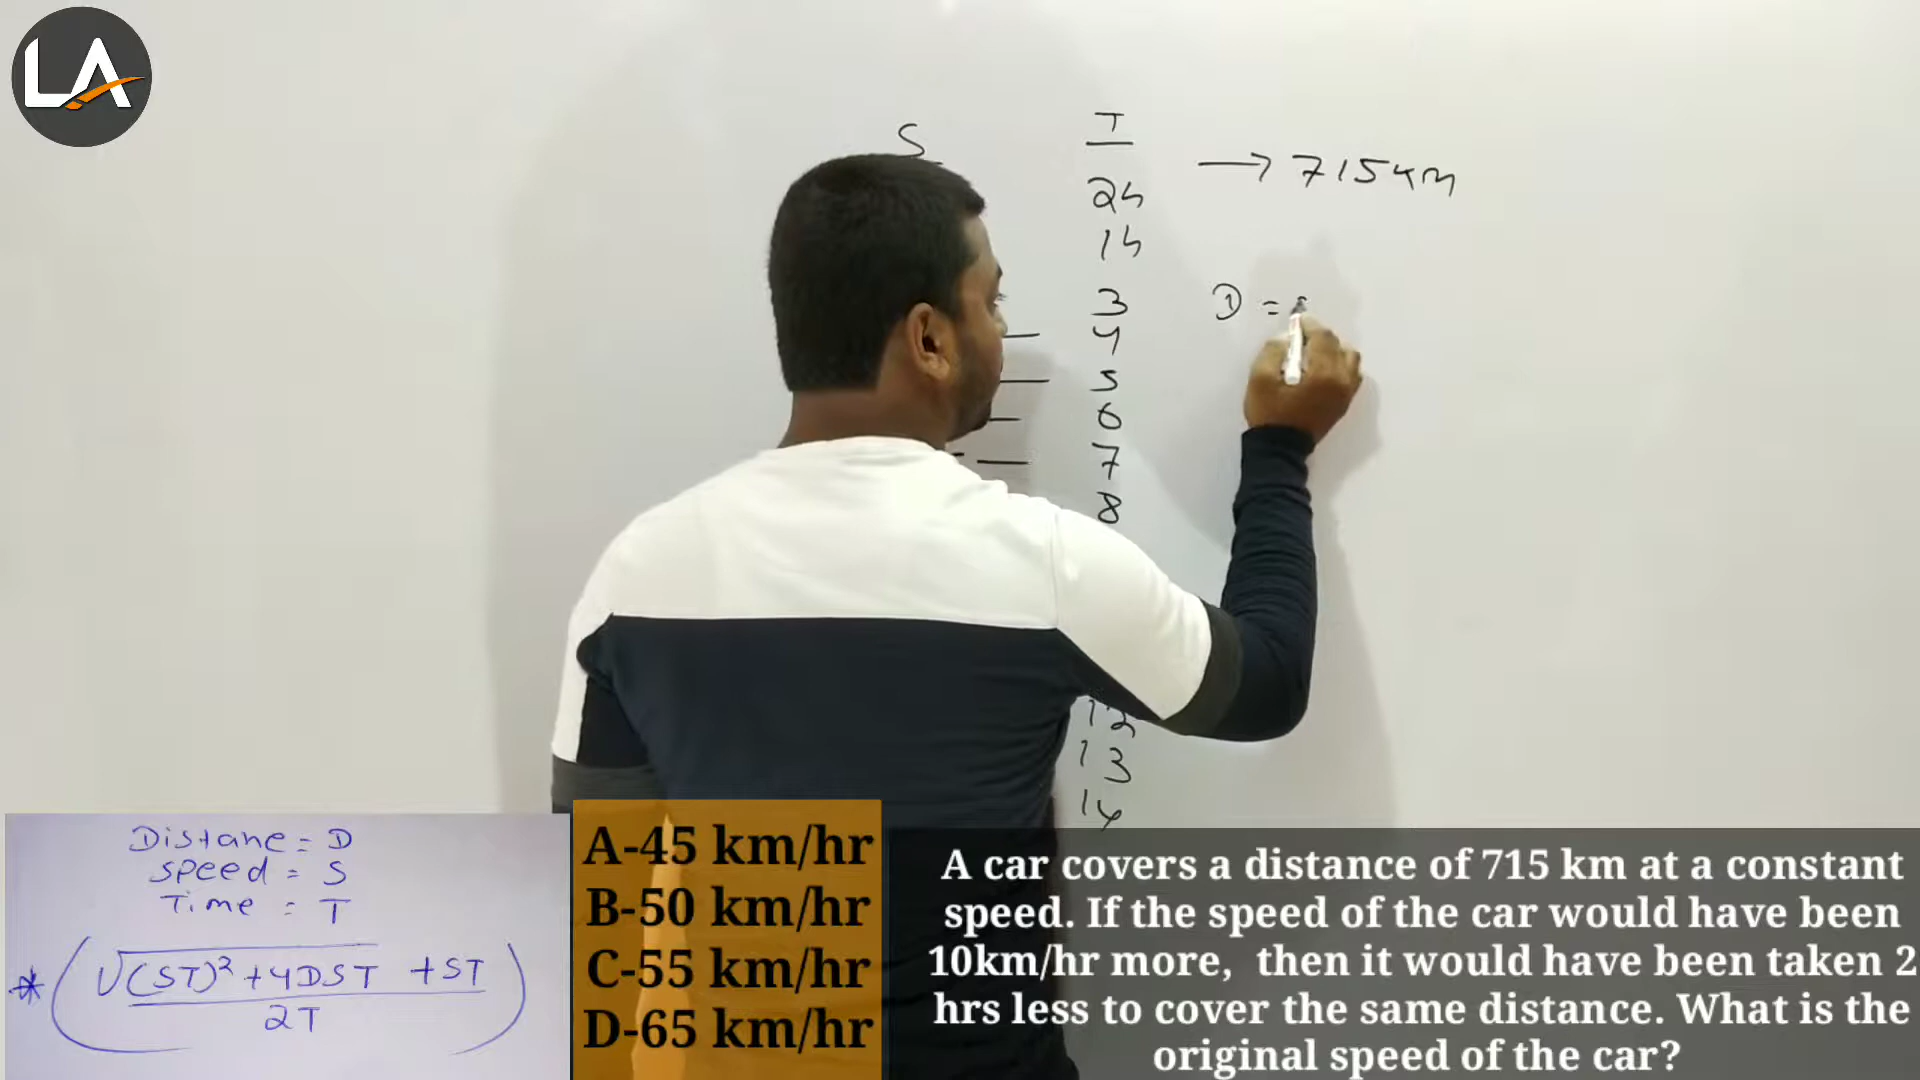 LA
S
T
24
14
3
4
5
6
7
8
12
13
14
→ 715km
D =
Distane = D
Speed = S
Time = T
* ( √(ST)² + 4DST + ST / 2T )
A-45 km/hr
B-50 km/hr
C-55 km/hr
D-65 km/hr
A car covers a distance of 715 km at a constant
speed. If the speed of the car would have been
10km/hr more, then it would have been taken 2
hrs less to cover the same distance. What is the
original speed of the car?